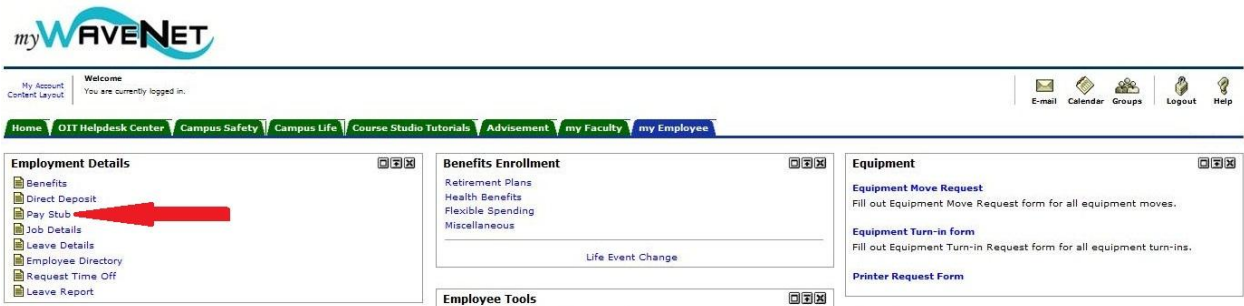 myWAVENET
My Account
Content Layout
Welcome
You are currently logged in.
E-mail Calendar Groups Logout Help
Home OIT Helpdesk Center Campus Safety Campus Life Course Studio Tutorials Advisement my Faculty my Employee
Employment Details
Benefits
Direct Deposit
Pay Stub
Job Details
Leave Details
Employee Directory
Request Time Off
Leave Report
Benefits Enrollment
Retirement Plans
Health Benefits
Flexible Spending
Miscellaneous
Life Event Change
Employee Tools
Equipment
Equipment Move Request
Fill out Equipment Move Request form for all equipment moves.
Equipment Turn-in form
Fill out Equipment Turn-in Request form for all equipment turn-ins.
Printer Request Form